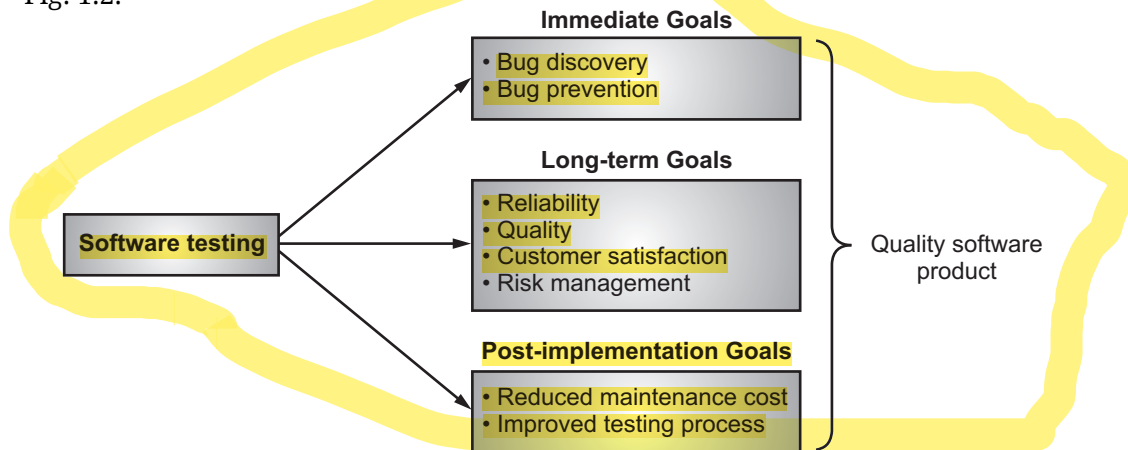 Fig. 1.2.
Immediate Goals
• Bug discovery
• Bug prevention
Long-term Goals
• Reliability
• Quality
• Customer satisfaction
• Risk management
Software testing
Quality software
product
Post-implementation Goals
• Reduced maintenance cost
• Improved testing process